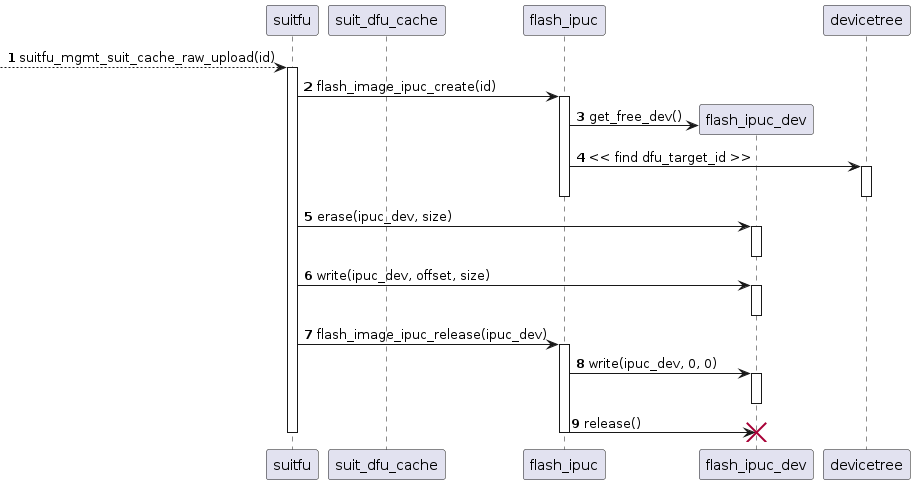 suitfu
suit_dfu_cache
flash_ipuc
devicetree
1 suitfu_mgmt_suit_cache_raw_upload(id)
2 flash_image_ipuc_create(id)
3 get_free_dev()
flash_ipuc_dev
4 << find dfu_target_id >>
5 erase(ipuc_dev, size)
6 write(ipuc_dev, offset, size)
7 flash_image_ipuc_release(ipuc_dev)
8 write(ipuc_dev, 0, 0)
9 release()
suitfu
suit_dfu_cache
flash_ipuc
flash_ipuc_dev
devicetree